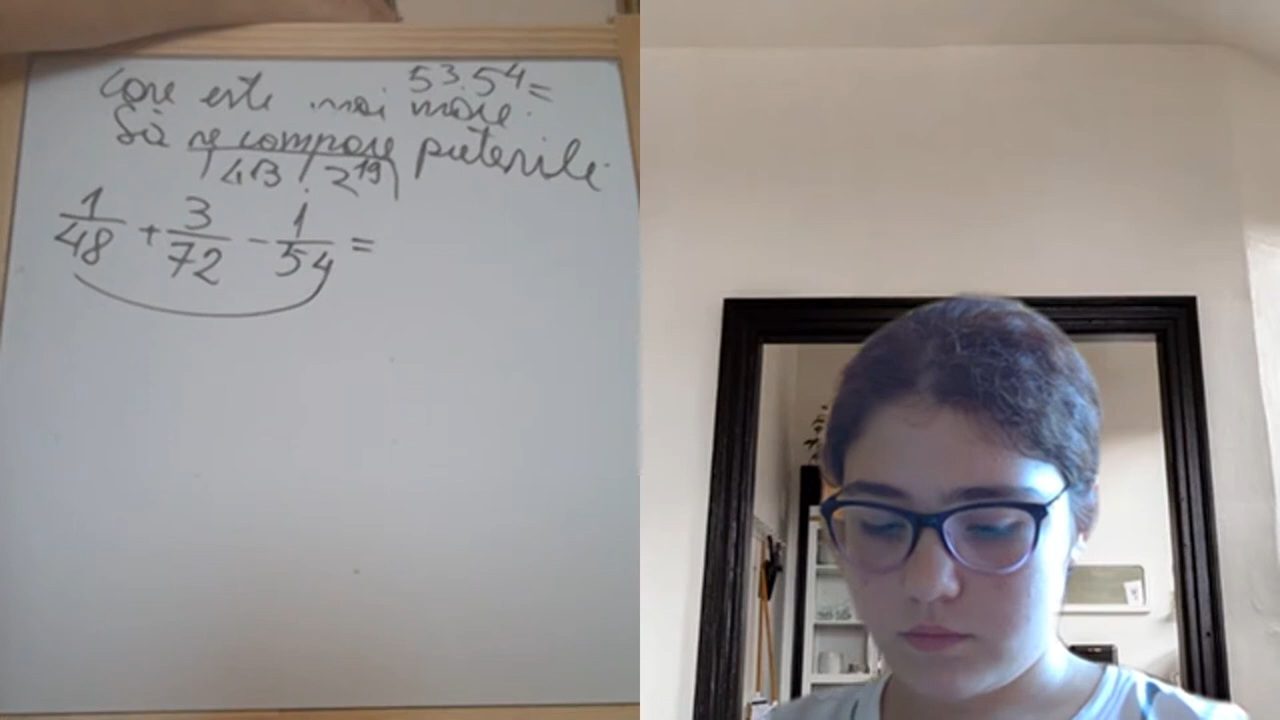 5³·5⁴=
Care este mai mare.
Să se compare puterile
4¹³ 2¹⁹
1/48 + 3/72 - 1/54 =